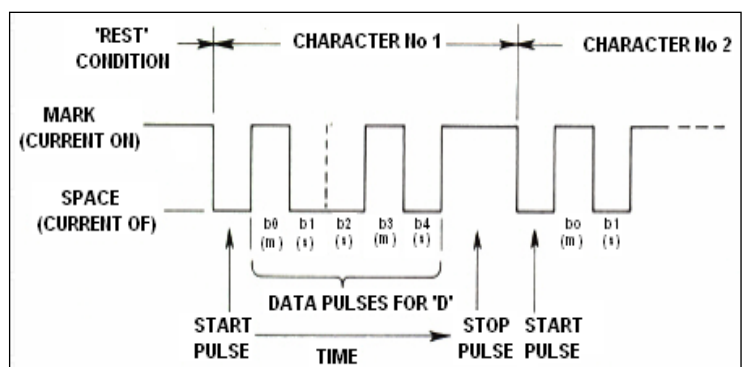 'REST'
CONDITION
CHARACTER No 1
CHARACTER No 2
MARK
(CURRENT ON)
SPACE
(CURRENT OF)
b0 b1 b2 b3 b4
(m) (s) (s) (m) (s)
bo b1
(m) (s)
DATA PULSES FOR 'D'
START
PULSE
TIME
STOP
PULSE
START
PULSE